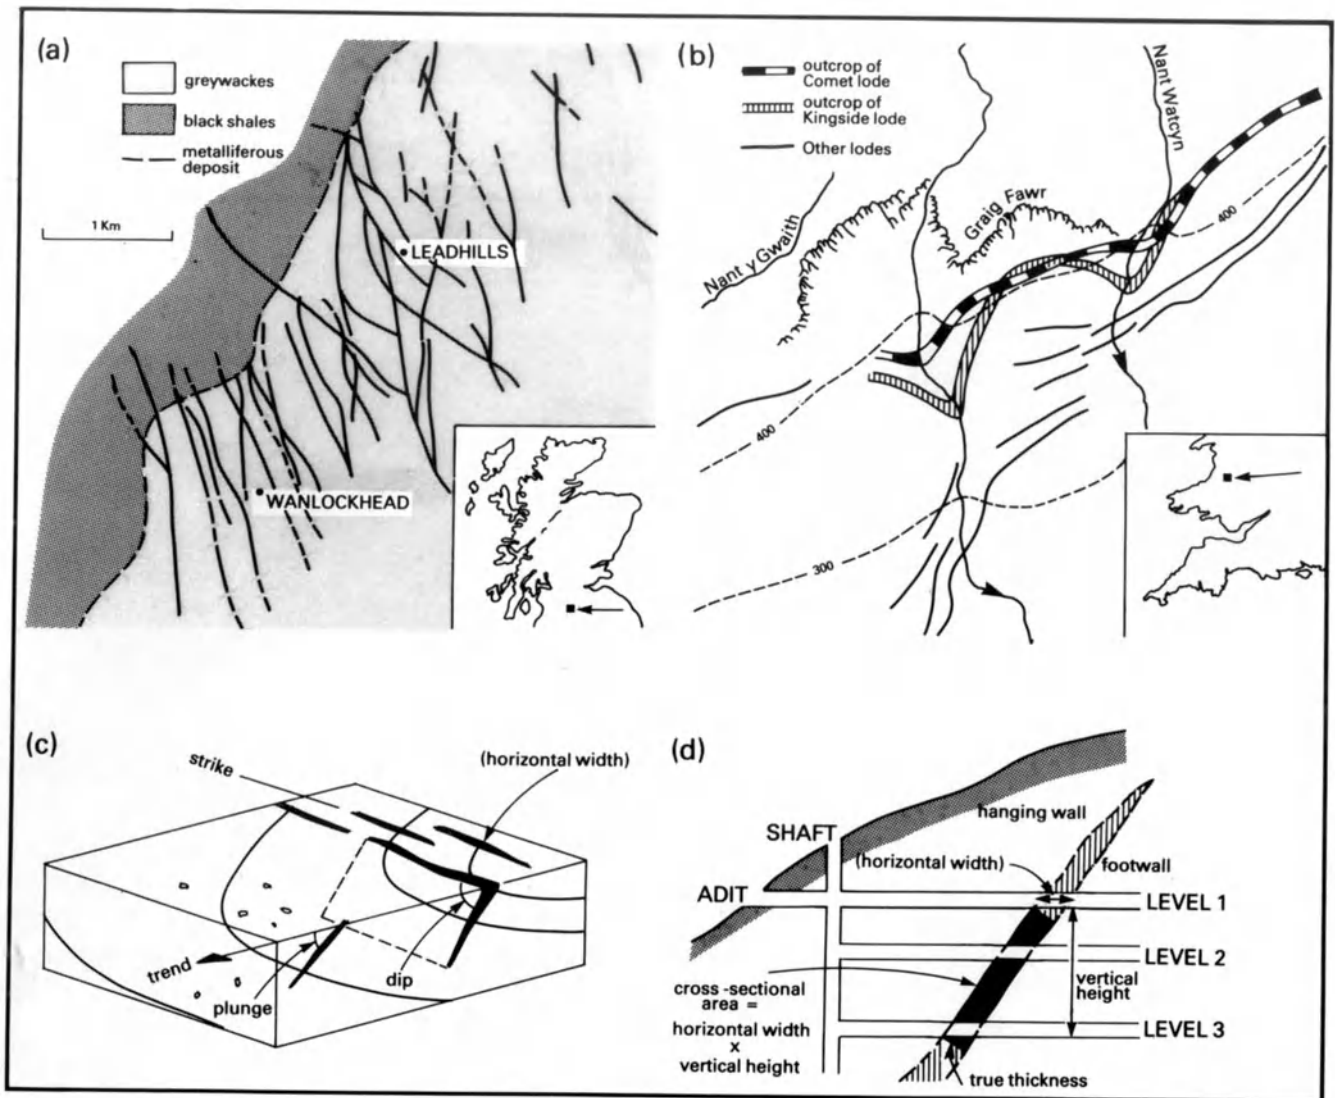 (a)
greywackes
black shales
metalliferous
deposit
1 Km
LEADHILLS
WANLOCKHEAD
(b)
outcrop of
Comet lode
outcrop of
Kingside lode
Other lodes
Nant y Gwaith
Graig Fawr
Nant Watcyn
400
400
300
(c)
strike
(horizontal width)
trend
plunge
dip
(d)
hanging wall
SHAFT
(horizontal width)
footwall
ADIT
LEVEL 1
LEVEL 2
vertical
height
cross-sectional
area =
horizontal width
x
vertical height
LEVEL 3
true thickness